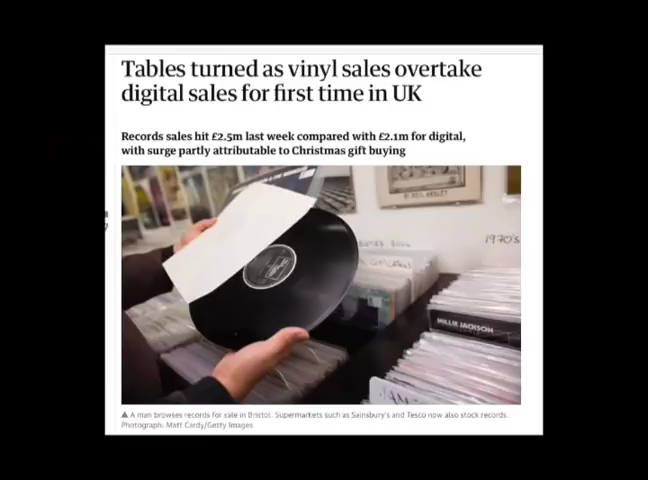 Tables turned as vinyl sales overtake
digital sales for first time in UK
Records sales hit £2.5m last week compared with £2.1m for digital,
with surge partly attributable to Christmas gift buying
1970's
MILLIE JACKSON
▲ A man browses records for sale in Bristol. Supermarkets such as Sainsbury's and Tesco now also stock records.
Photograph: Matt Cardy/Getty Images